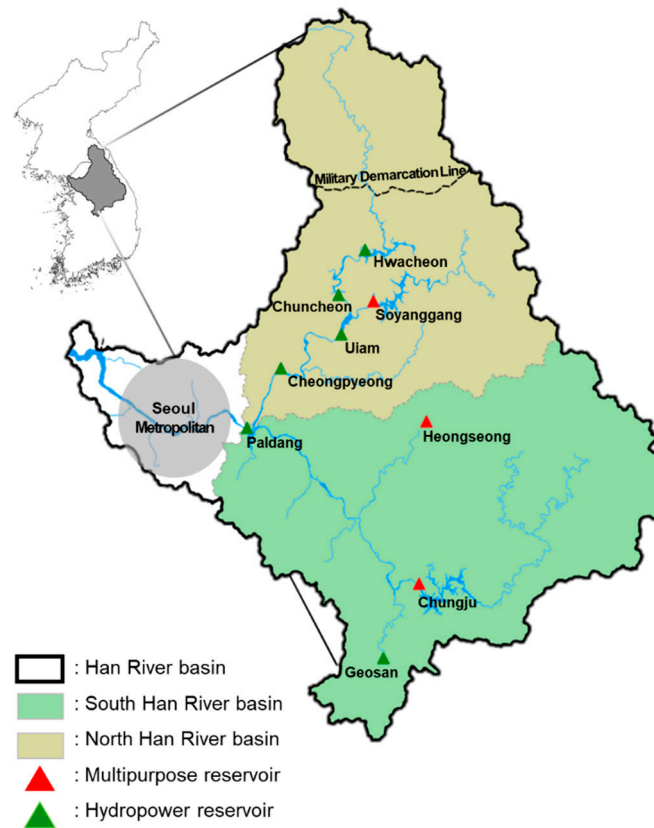 Military Demarcation Line
Hwacheon
Chuncheon
Soyanggang
Uiam
Cheongpyeong
Seoul
Metropolitan
Paldang
Heongseong
Chungju
Geosan
: Han River basin
: South Han River basin
: North Han River basin
: Multipurpose reservoir
: Hydropower reservoir